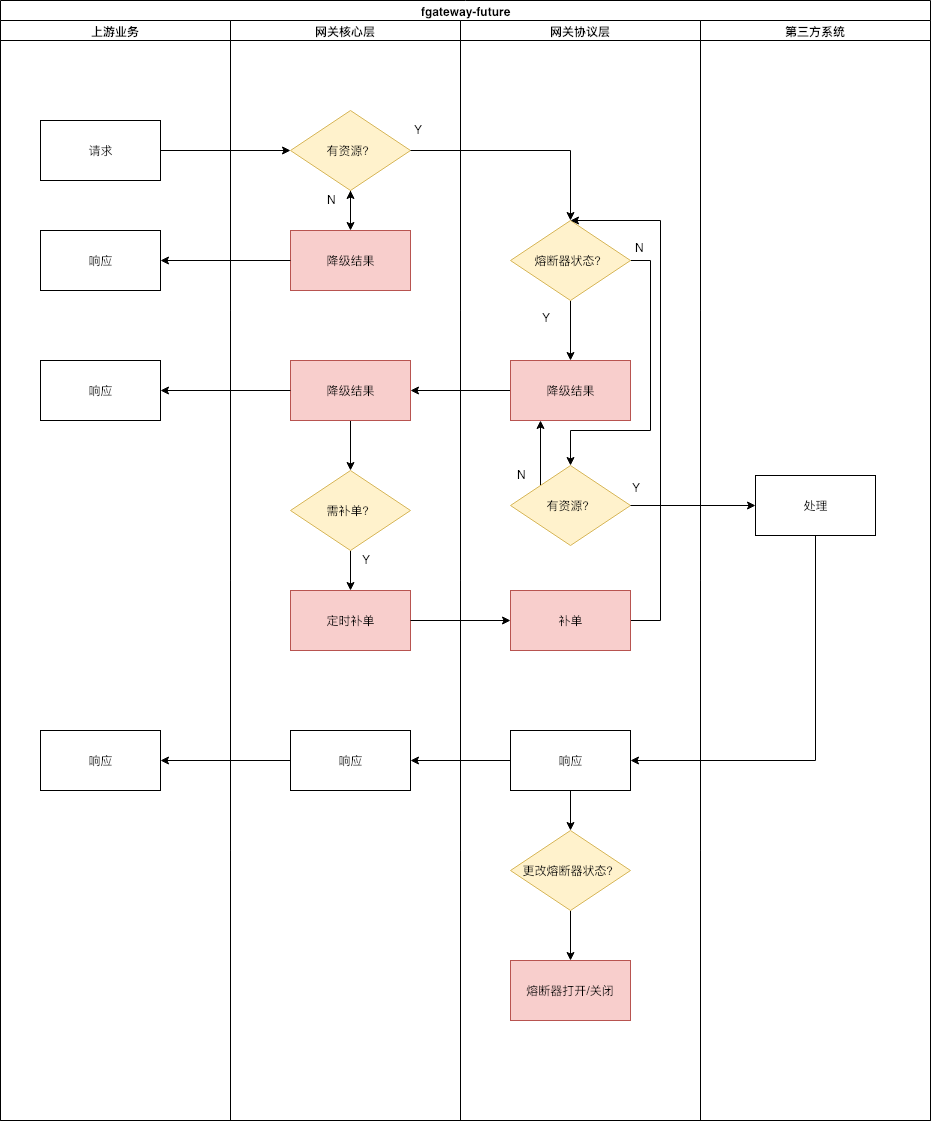 fgateway-future
上游业务
网关核心层
网关协议层
第三方系统
请求
有资源?
Y
N
响应
降级结果
熔断器状态?
N
Y
响应
降级结果
降级结果
N
需补单?
有资源?
Y
处理
Y
定时补单
补单
响应
响应
响应
更改熔断器状态?
熔断器打开/关闭